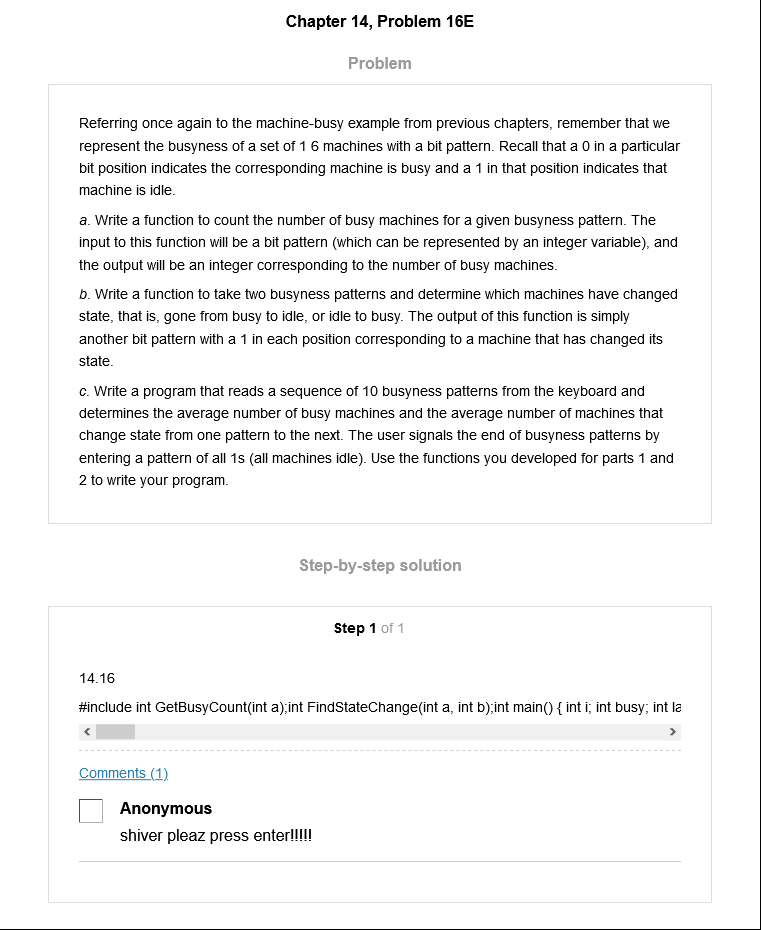 Chapter 14, Problem 16E
Problem
Referring once again to the machine-busy example from previous chapters, remember that we
represent the busyness of a set of 1 6 machines with a bit pattern. Recall that a 0 in a particular
bit position indicates the corresponding machine is busy and a 1 in that position indicates that
machine is idle.
a. Write a function to count the number of busy machines for a given busyness pattern. The
input to this function will be a bit pattern (which can be represented by an integer variable), and
the output will be an integer corresponding to the number of busy machines.
b. Write a function to take two busyness patterns and determine which machines have changed
state, that is, gone from busy to idle, or idle to busy. The output of this function is simply
another bit pattern with a 1 in each position corresponding to a machine that has changed its
state.
c. Write a program that reads a sequence of 10 busyness patterns from the keyboard and
determines the average number of busy machines and the average number of machines that
change state from one pattern to the next. The user signals the end of busyness patterns by
entering a pattern of all 1s (all machines idle). Use the functions you developed for parts 1 and
2 to write your program.
Step-by-step solution
Step 1 of 1
14.16
#include int GetBusyCount(int a);int FindStateChange(int a, int b);int main() { int i; int busy; int la
Comments (1)
Anonymous
shiver pleaz press enter!!!!!